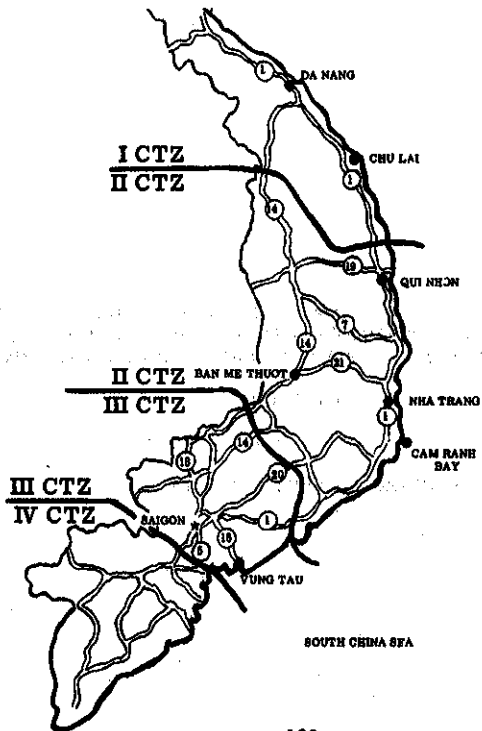 1
DA NANG
I CTZ
II CTZ
CHU LAI
1
14
19
QUI NHON
7
14
II CTZ
BAN ME THUOT
21
III CTZ
NHA TRANG
1
14
CAM RANH
BAY
20
III CTZ
IV CTZ
SAIGON
1
15
VUNG TAU
SOUTH CHINA SEA